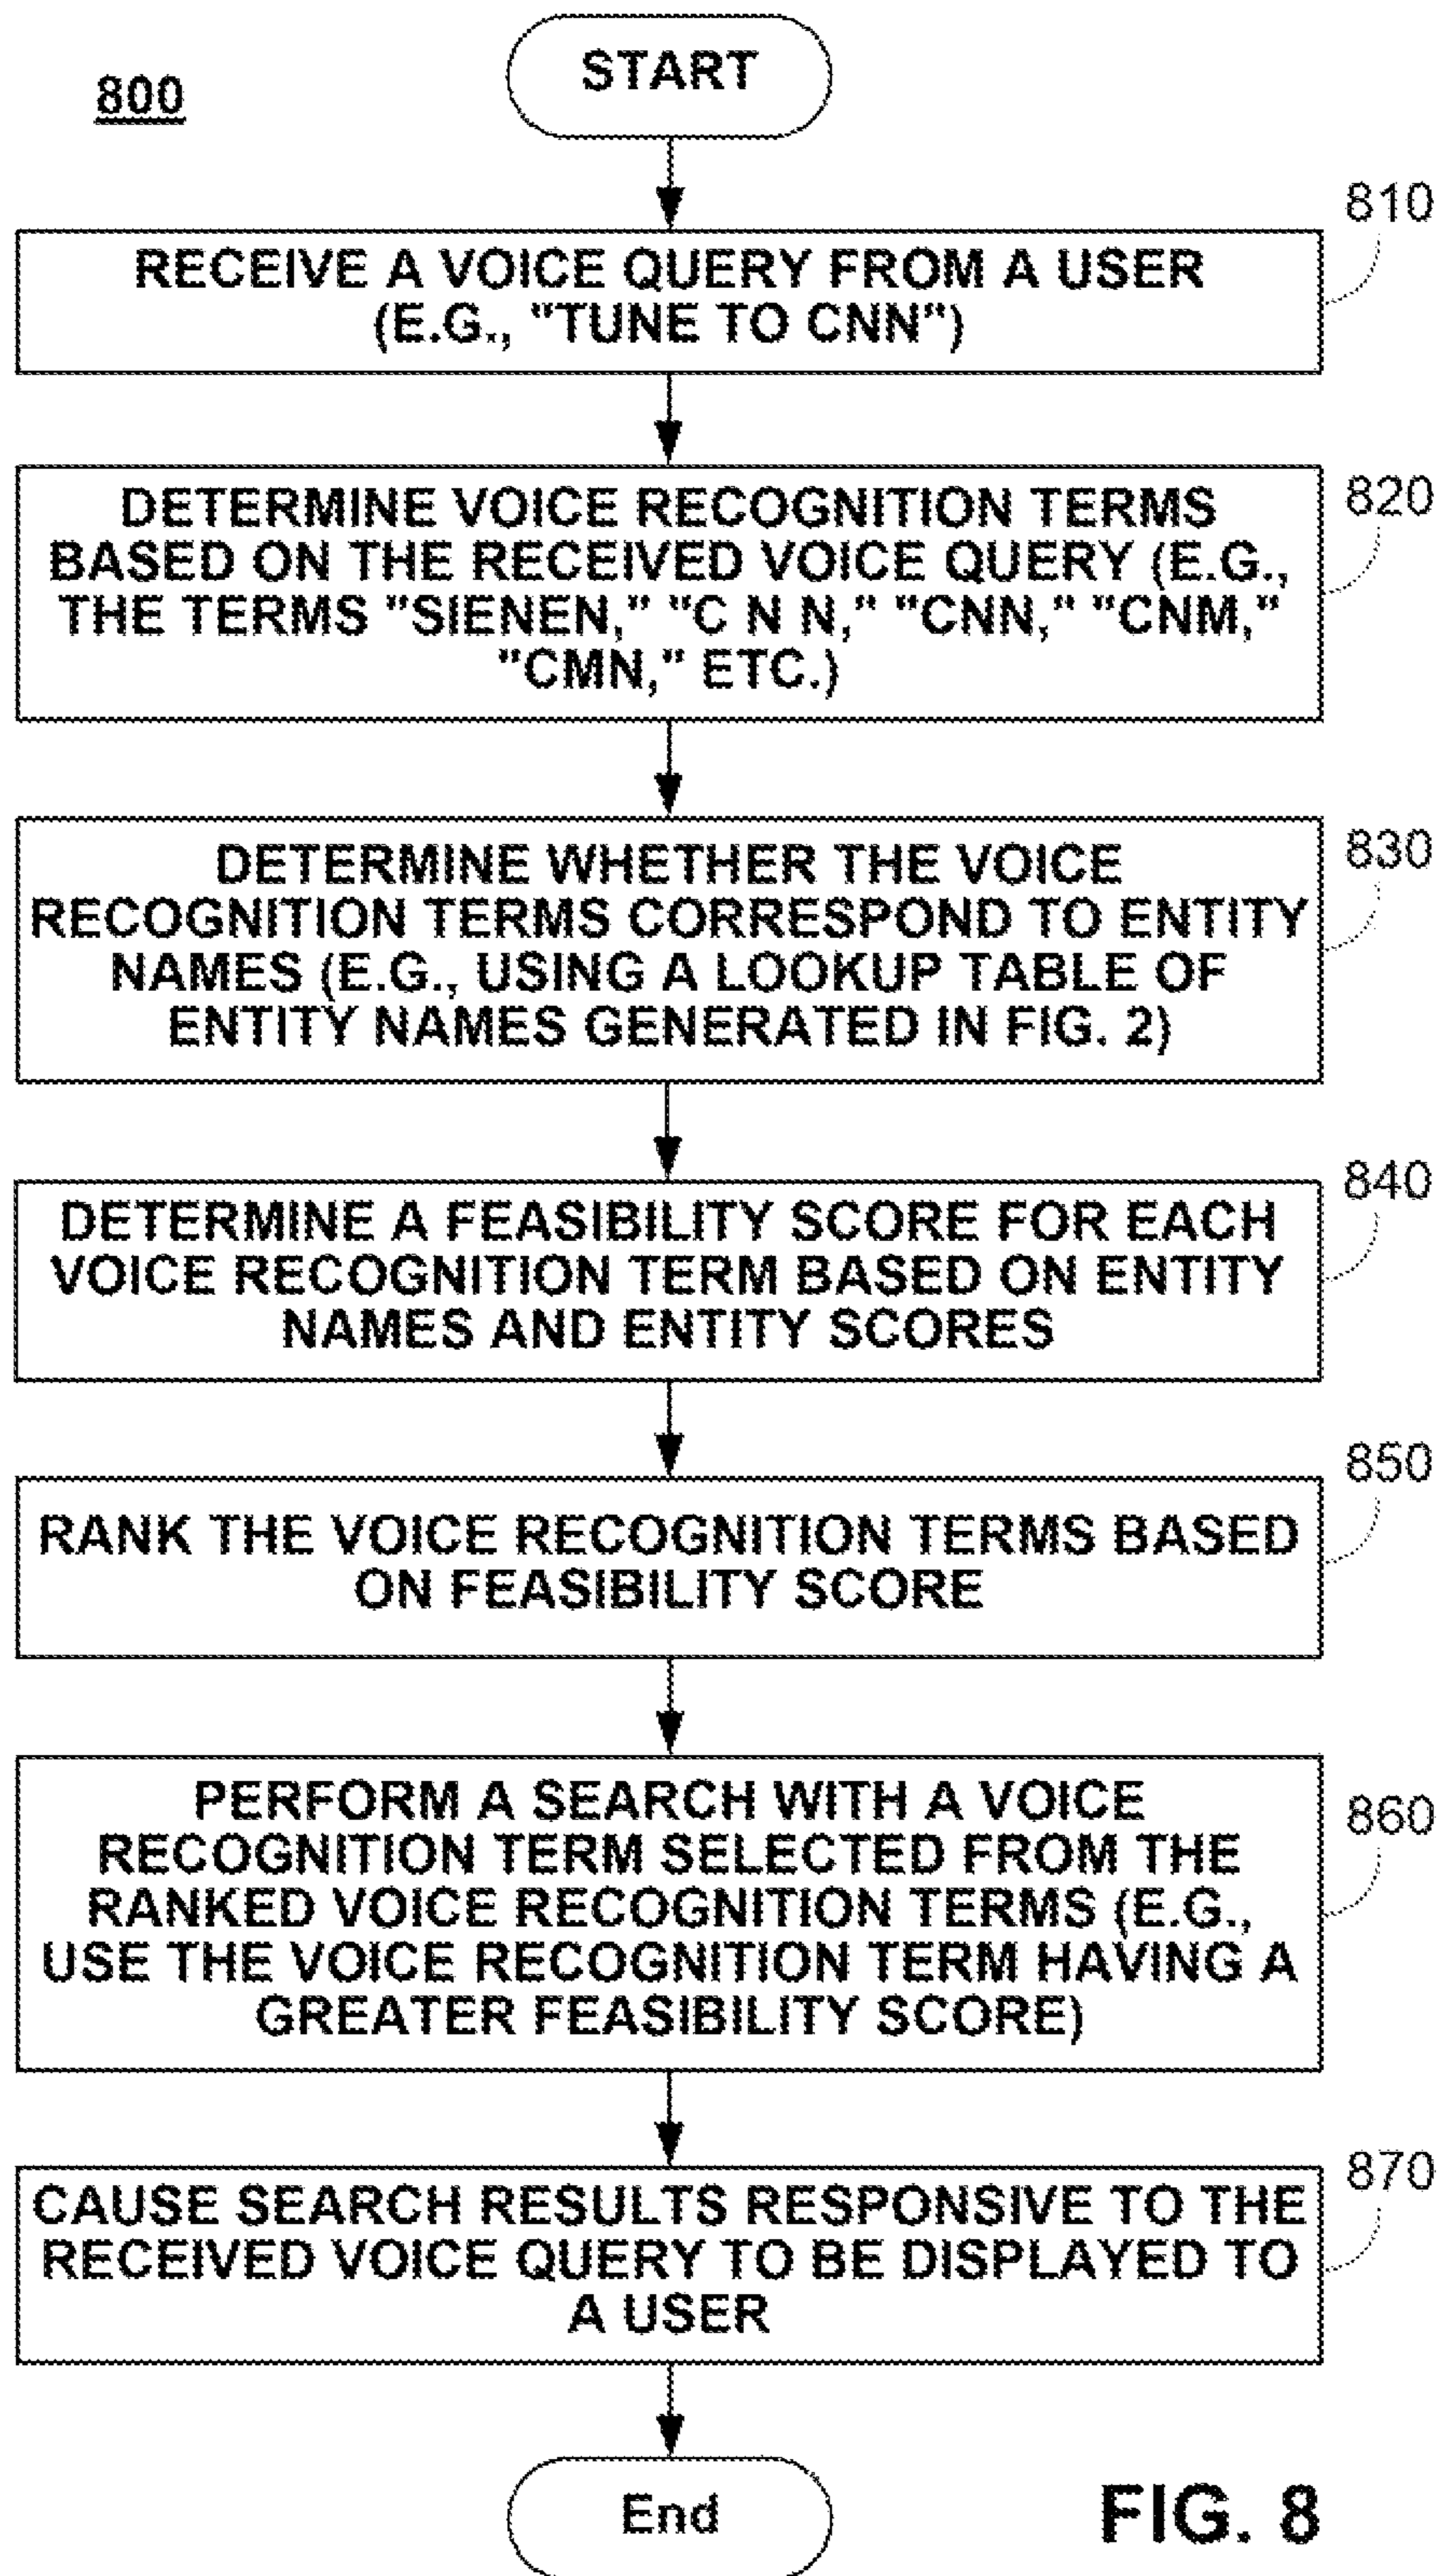 START
800
810
RECEIVE A VOICE QUERY FROM A USER
(E.G., "TUNE TO CNN")
820
DETERMINE VOICE RECOGNITION TERMS
BASED ON THE RECEIVED VOICE QUERY (E.G.,
THE TERMS "SIENEN," "C N N," "CNN," "CNM,"
"CMN," ETC.)
830
DETERMINE WHETHER THE VOICE
RECOGNITION TERMS CORRESPOND TO ENTITY
NAMES (E.G., USING A LOOKUP TABLE OF
ENTITY NAMES GENERATED IN FIG. 2)
840
DETERMINE A FEASIBILITY SCORE FOR EACH
VOICE RECOGNITION TERM BASED ON ENTITY
NAMES AND ENTITY SCORES
850
RANK THE VOICE RECOGNITION TERMS BASED
ON FEASIBILITY SCORE
860
PERFORM A SEARCH WITH A VOICE
RECOGNITION TERM SELECTED FROM THE
RANKED VOICE RECOGNITION TERMS (E.G.,
USE THE VOICE RECOGNITION TERM HAVING A
GREATER FEASIBILITY SCORE)
870
CAUSE SEARCH RESULTS RESPONSIVE TO THE
RECEIVED VOICE QUERY TO BE DISPLAYED TO
A USER
End
FIG. 8